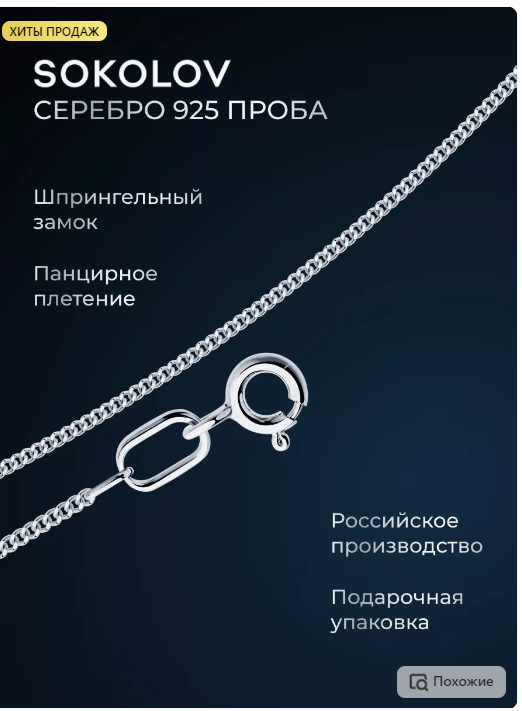 ХИТЫ ПРОДАЖ
SOKOLOV
СЕРЕБРО 925 ПРОБА
Шпрингельный
замок
Панцирное
плетение
Российское
производство
Подарочная
упаковка
Похожие